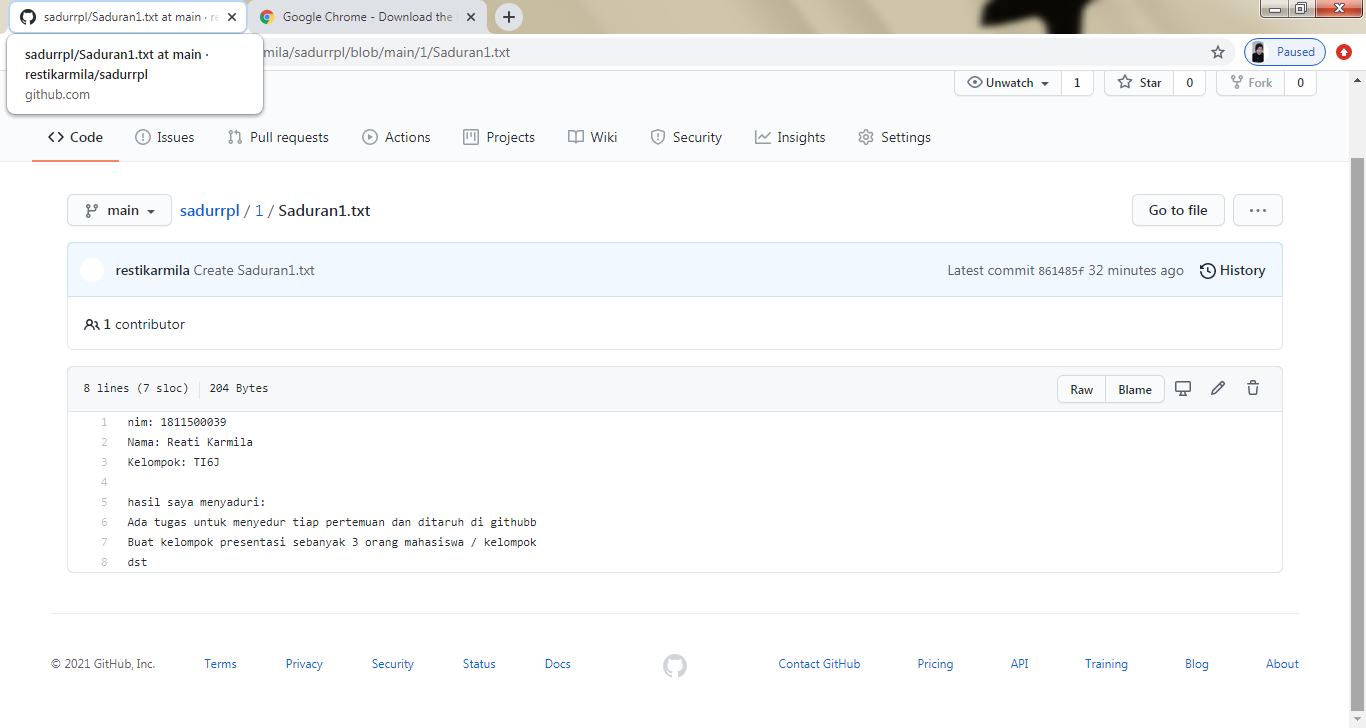 sadurrpl/Saduran1.txt at main · re
Google Chrome - Download the
sadurrpl/Saduran1.txt at main ·
restikarmila/sadurrpl
github.com
mila/sadurrpl/blob/main/1/Saduran1.txt
Paused
Unwatch 1
Star 0
Fork 0
Code
Issues
Pull requests
Actions
Projects
Wiki
Security
Insights
Settings
main
sadurrpl / 1 / Saduran1.txt
Go to file
restikarmila Create Saduran1.txt
Latest commit 861485f 32 minutes ago
History
1 contributor
8 lines (7 sloc) 204 Bytes
Raw Blame
1 nim: 1811500039
2 Nama: Reati Karmila
3 Kelompok: TI6J
4
5 hasil saya menyaduri:
6 Ada tugas untuk menyedur tiap pertemuan dan ditaruh di githubb
7 Buat kelompok presentasi sebanyak 3 orang mahasiswa / kelompok
8 dst
© 2021 GitHub, Inc. Terms Privacy Security Status Docs Contact GitHub Pricing API Training Blog About